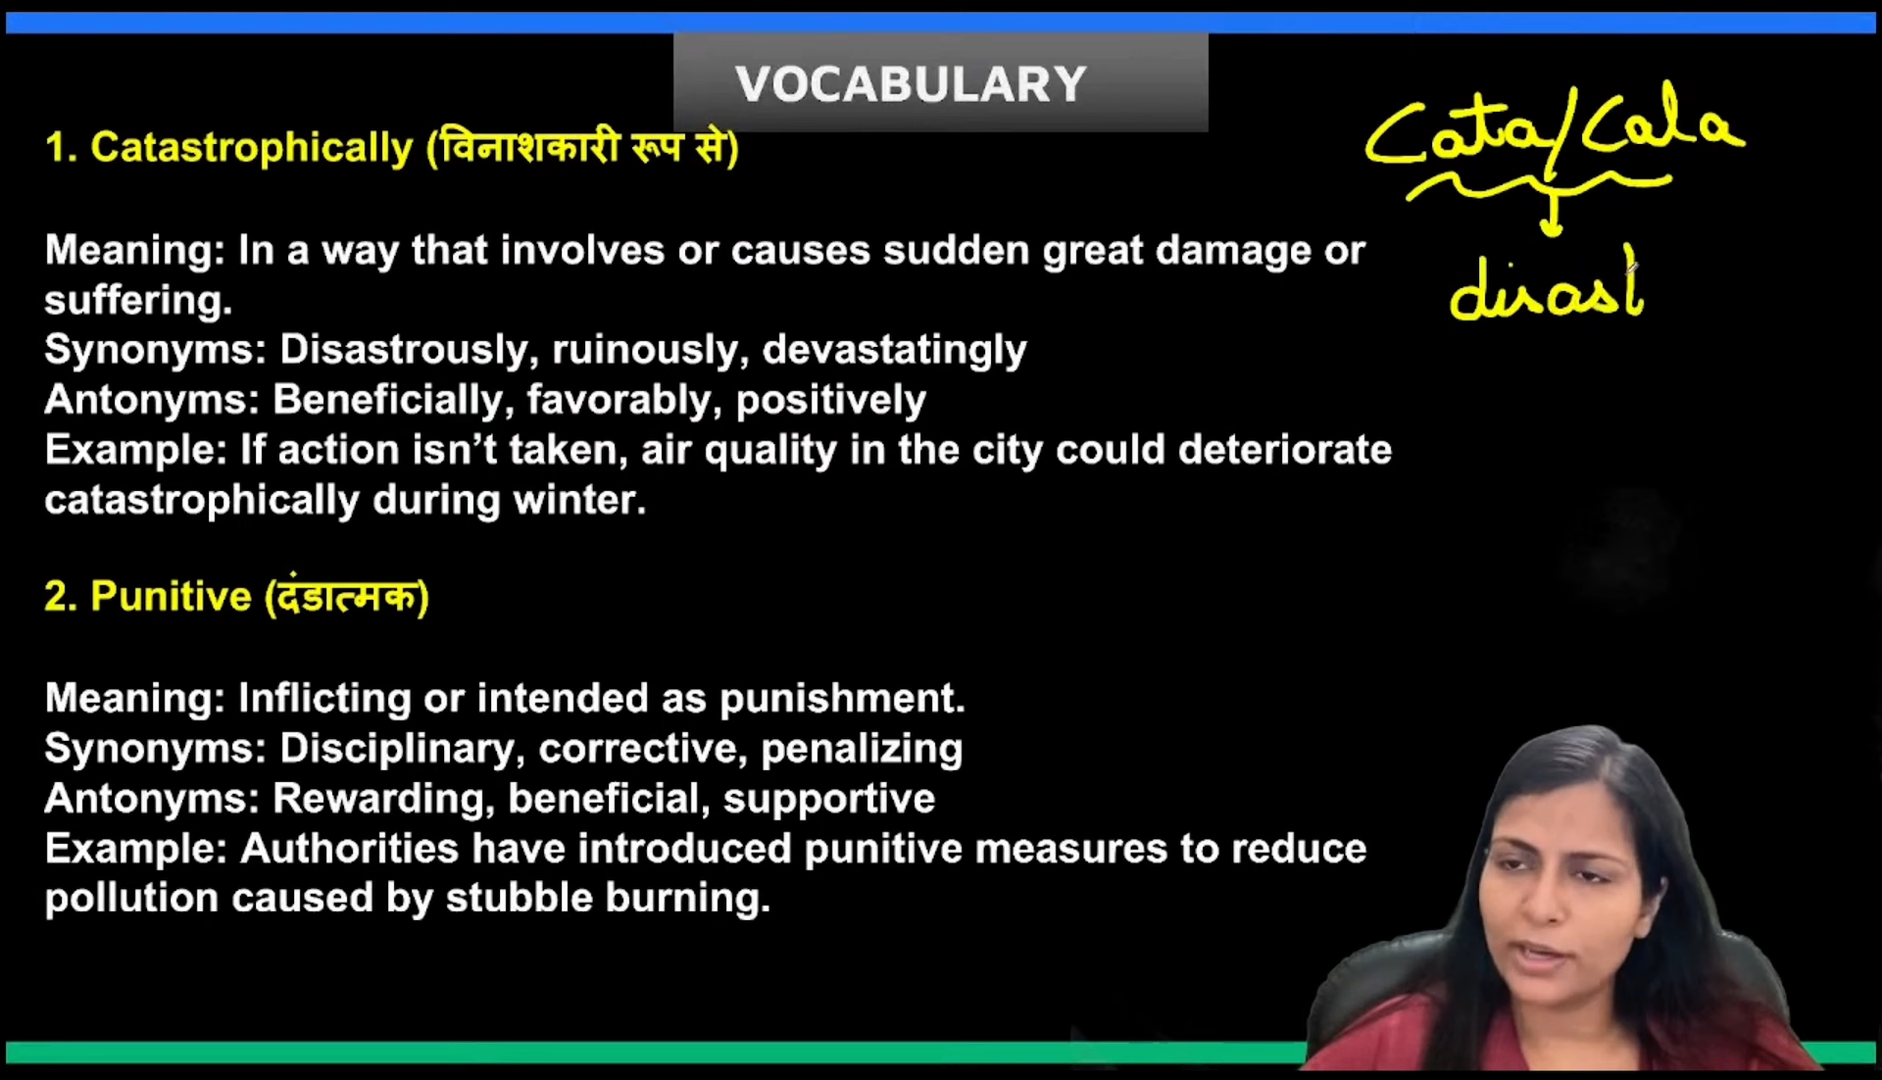 VOCABULARY
1. Catastrophically (विनाशकारी रूप से)
Meaning: In a way that involves or causes sudden great damage or
suffering.
Synonyms: Disastrously, ruinously, devastatingly
Antonyms: Beneficially, favorably, positively
Example: If action isn’t taken, air quality in the city could deteriorate
catastrophically during winter.
2. Punitive (दंडात्मक)
Meaning: Inflicting or intended as punishment.
Synonyms: Disciplinary, corrective, penalizing
Antonyms: Rewarding, beneficial, supportive
Example: Authorities have introduced punitive measures to reduce
pollution caused by stubble burning.
Cata/Cala
disast